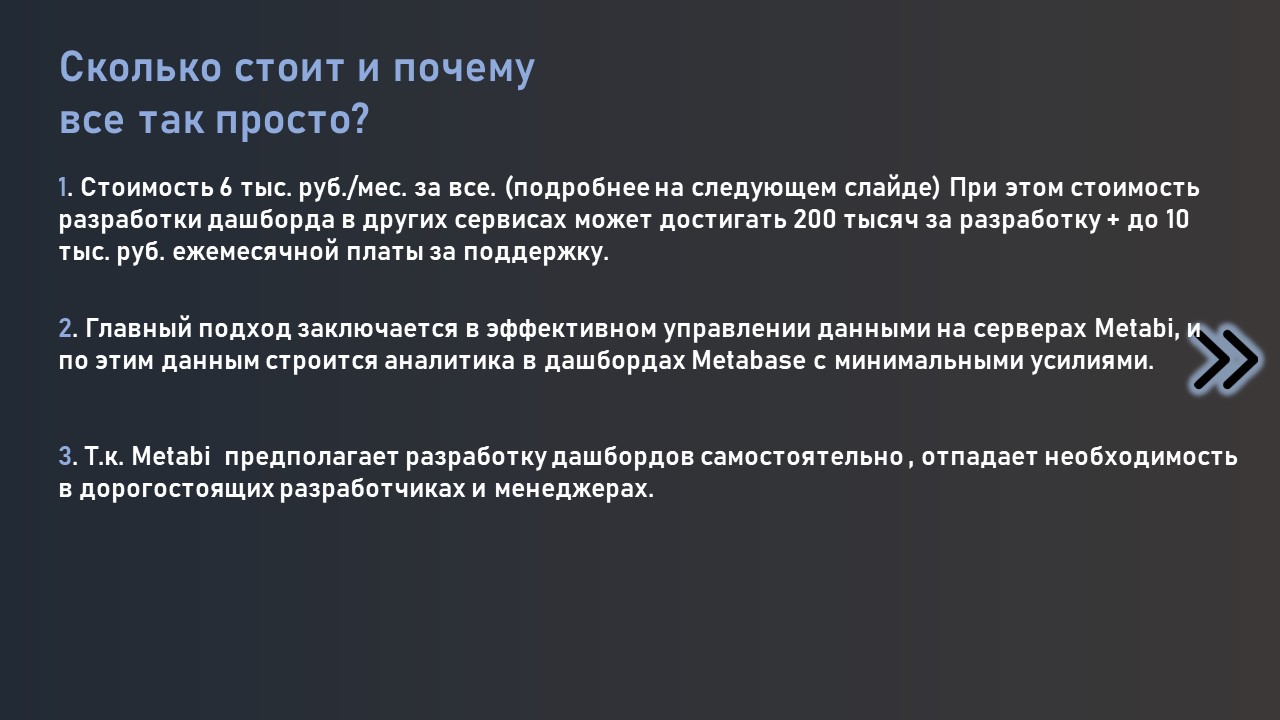 Сколько стоит и почему
все так просто?
1. Стоимость 6 тыс. руб./мес. за все. (подробнее на следующем слайде) При этом стоимость
разработки дашборда в других сервисах может достигать 200 тысяч за разработку + до 10
тыс. руб. ежемесячной платы за поддержку.
2. Главный подход заключается в эффективном управлении данными на серверах Metabi, и
по этим данным строится аналитика в дашбордах Metabase с минимальными усилиями.
3. Т.к. Metabi предполагает разработку дашбордов самостоятельно , отпадает необходимость
в дорогостоящих разработчиках и менеджерах.